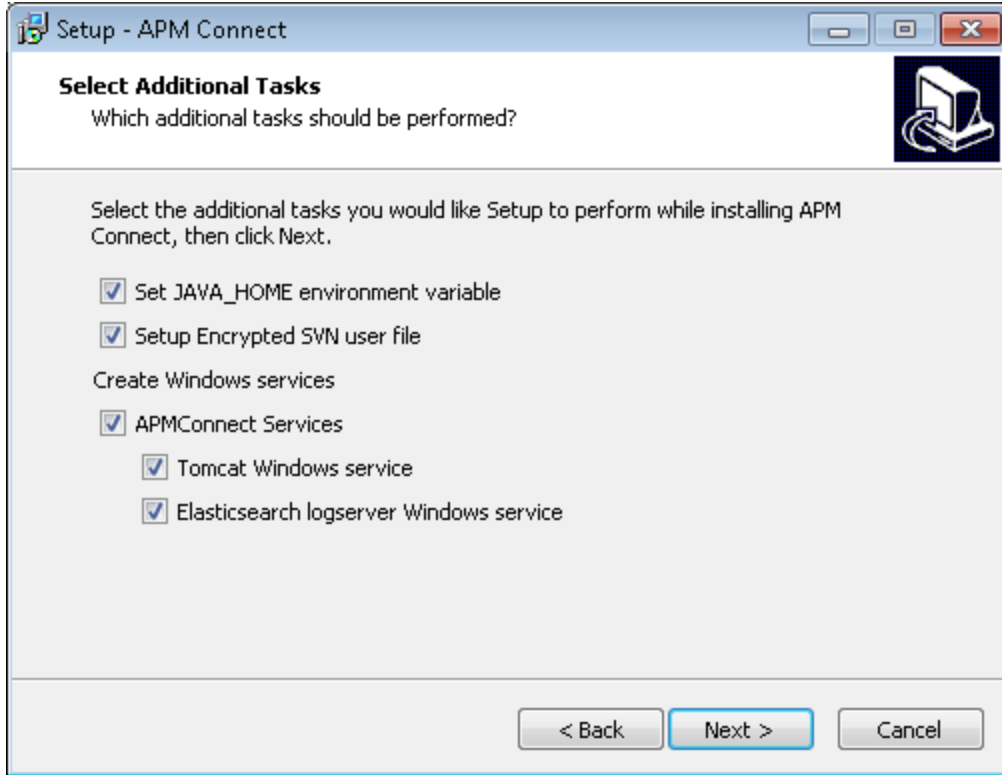 Setup - APM Connect
Select Additional Tasks
Which additional tasks should be performed?
Select the additional tasks you would like Setup to perform while installing APM
Connect, then click Next.
Set JAVA_HOME environment variable
Setup Encrypted SVN user file
Create Windows services
APMConnect Services
Tomcat Windows service
Elasticsearch logserver Windows service
< Back
Next >
Cancel